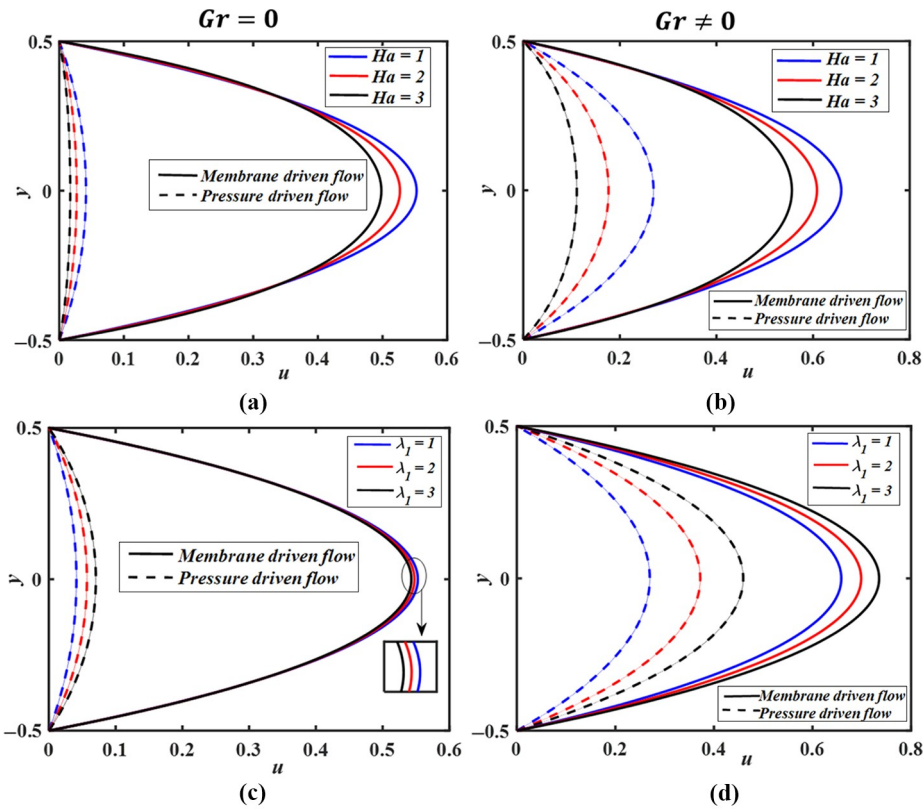 Gr = 0
Gr ≠ 0
0.5
Ha = 1
Ha = 2
Ha = 3
Membrane driven flow
Pressure driven flow
y
−0.5
0 0.1 0.2 0.3 0.4 0.5 0.6
u
(a)
0.5
Ha = 1
Ha = 2
Ha = 3
y
Membrane driven flow
Pressure driven flow
−0.5
0 0.2 0.4 0.6 0.8
u
(b)
0.5
λ₁ = 1
λ₁ = 2
λ₁ = 3
Membrane driven flow
Pressure driven flow
y
0
−0.5
0 0.1 0.2 0.3 0.4 0.5 0.6
u
(c)
0.5
λ₁ = 1
λ₁ = 2
λ₁ = 3
y
0
Membrane driven flow
Pressure driven flow
−0.5
0 0.2 0.4 0.6 0.8
u
(d)